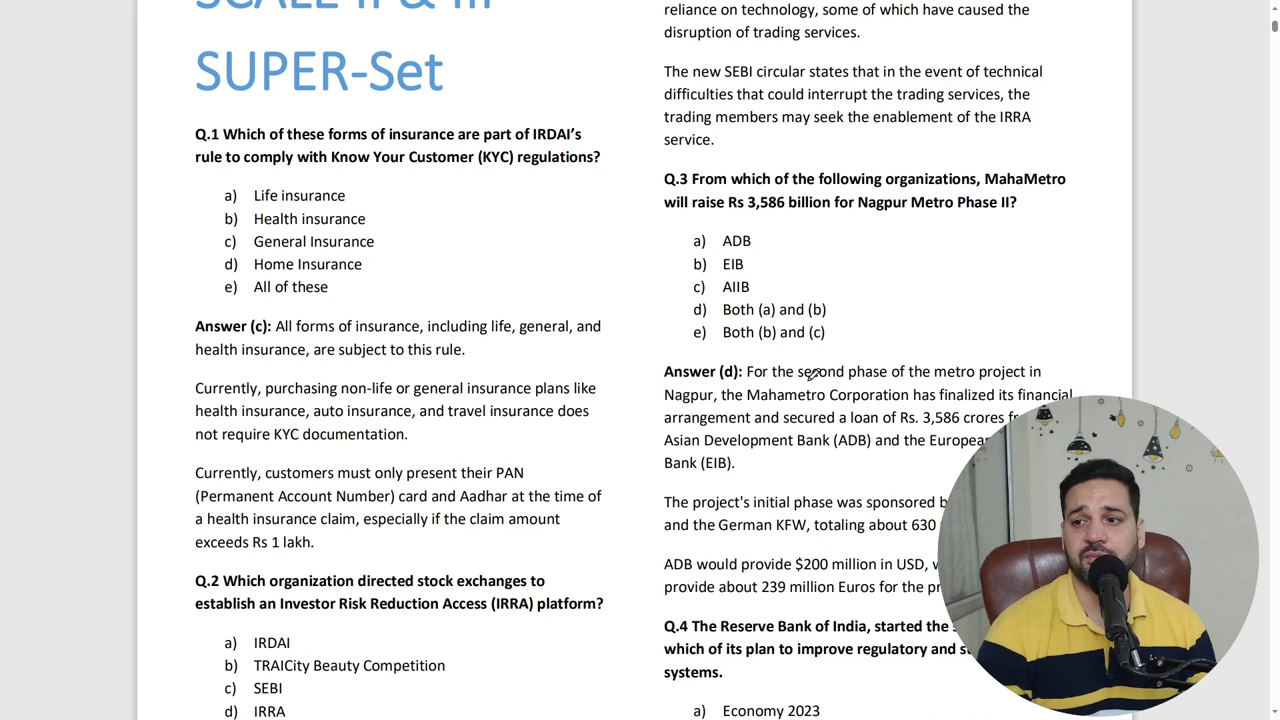 SUPER-Set
Q.1 Which of these forms of insurance are part of IRDAI’s
rule to comply with Know Your Customer (KYC) regulations?
a) Life insurance
b) Health insurance
c) General Insurance
d) Home Insurance
e) All of these
Answer (c): All forms of insurance, including life, general, and
health insurance, are subject to this rule.
Currently, purchasing non-life or general insurance plans like
health insurance, auto insurance, and travel insurance does
not require KYC documentation.
Currently, customers must only present their PAN
(Permanent Account Number) card and Aadhar at the time of
a health insurance claim, especially if the claim amount
exceeds Rs 1 lakh.
Q.2 Which organization directed stock exchanges to
establish an Investor Risk Reduction Access (IRRA) platform?
a) IRDAI
b) TRAICity Beauty Competition
c) SEBI
d) IRRA
reliance on technology, some of which have caused the
disruption of trading services.
The new SEBI circular states that in the event of technical
difficulties that could interrupt the trading services, the
trading members may seek the enablement of the IRRA
service.
Q.3 From which of the following organizations, MahaMetro
will raise Rs 3,586 billion for Nagpur Metro Phase II?
a) ADB
b) EIB
c) AIIB
d) Both (a) and (b)
e) Both (b) and (c)
Answer (d): For the second phase of the metro project in
Nagpur, the Mahametro Corporation has finalized its financial
arrangement and secured a loan of Rs. 3,586 crores
Asian Development Bank (ADB) and the European
Bank (EIB).
The project's initial phase was sponsored
and the German KFW, totaling about 630
ADB would provide $200 million in USD,
provide about 239 million Euros for the
Q.4 The Reserve Bank of India, started the
which of its plan to improve regulatory and
systems.
a) Economy 2023